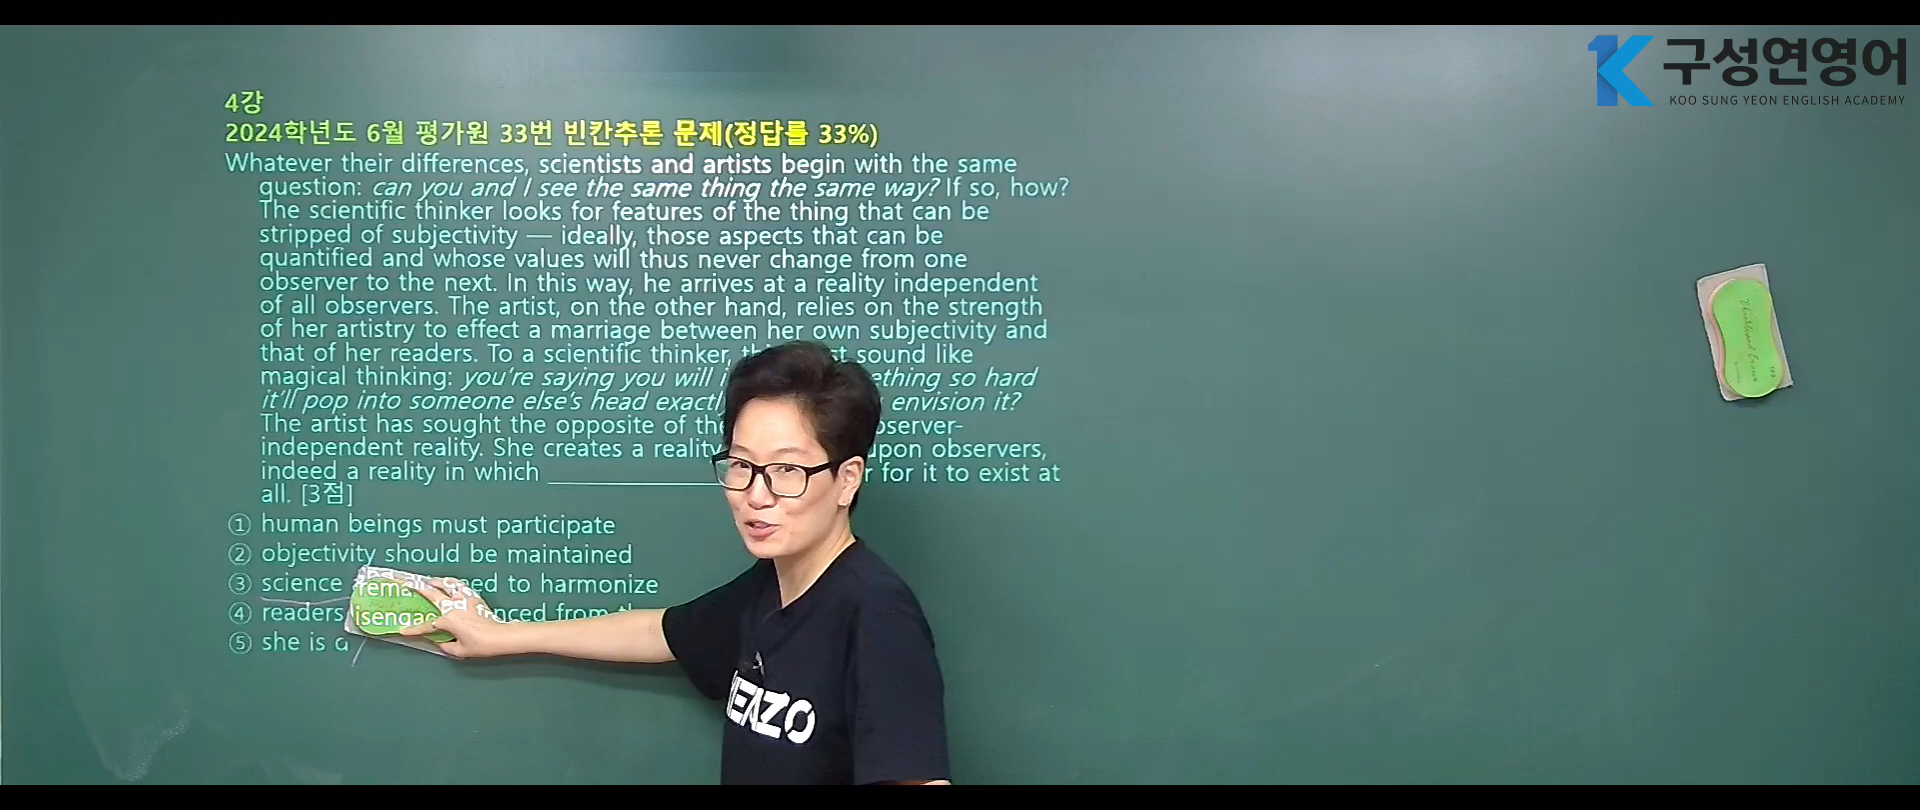 구성연영어
KOO SUNG YEON ENGLISH ACADEMY
4강
2024학년도 6월 평가원 33번 빈칸추론 문제(정답률 33%)
Whatever their differences, scientists and artists begin with the same
question: can you and I see the same thing the same way? If so, how?
The scientific thinker looks for features of the thing that can be
stripped of subjectivity — ideally, those aspects that can be
quantified and whose values will thus never change from one
observer to the next. In this way, he arrives at a reality independent
of all observers. The artist, on the other hand, relies on the strength
of her artistry to effect a marriage between her own subjectivity and
that of her readers. To a scientific thinker, sound like
magical thinking: you're saying you will so hard
it'll pop into someone else's head envision it?
The artist has sought the opposite of
independent reality. She creates a reality upon observers,
indeed a reality in which ____________ for it to exist at
all. [3점]
① human beings must participate
② objectivity should be maintained
③ science to harmonize
④ readers from
⑤ she is
KENZO